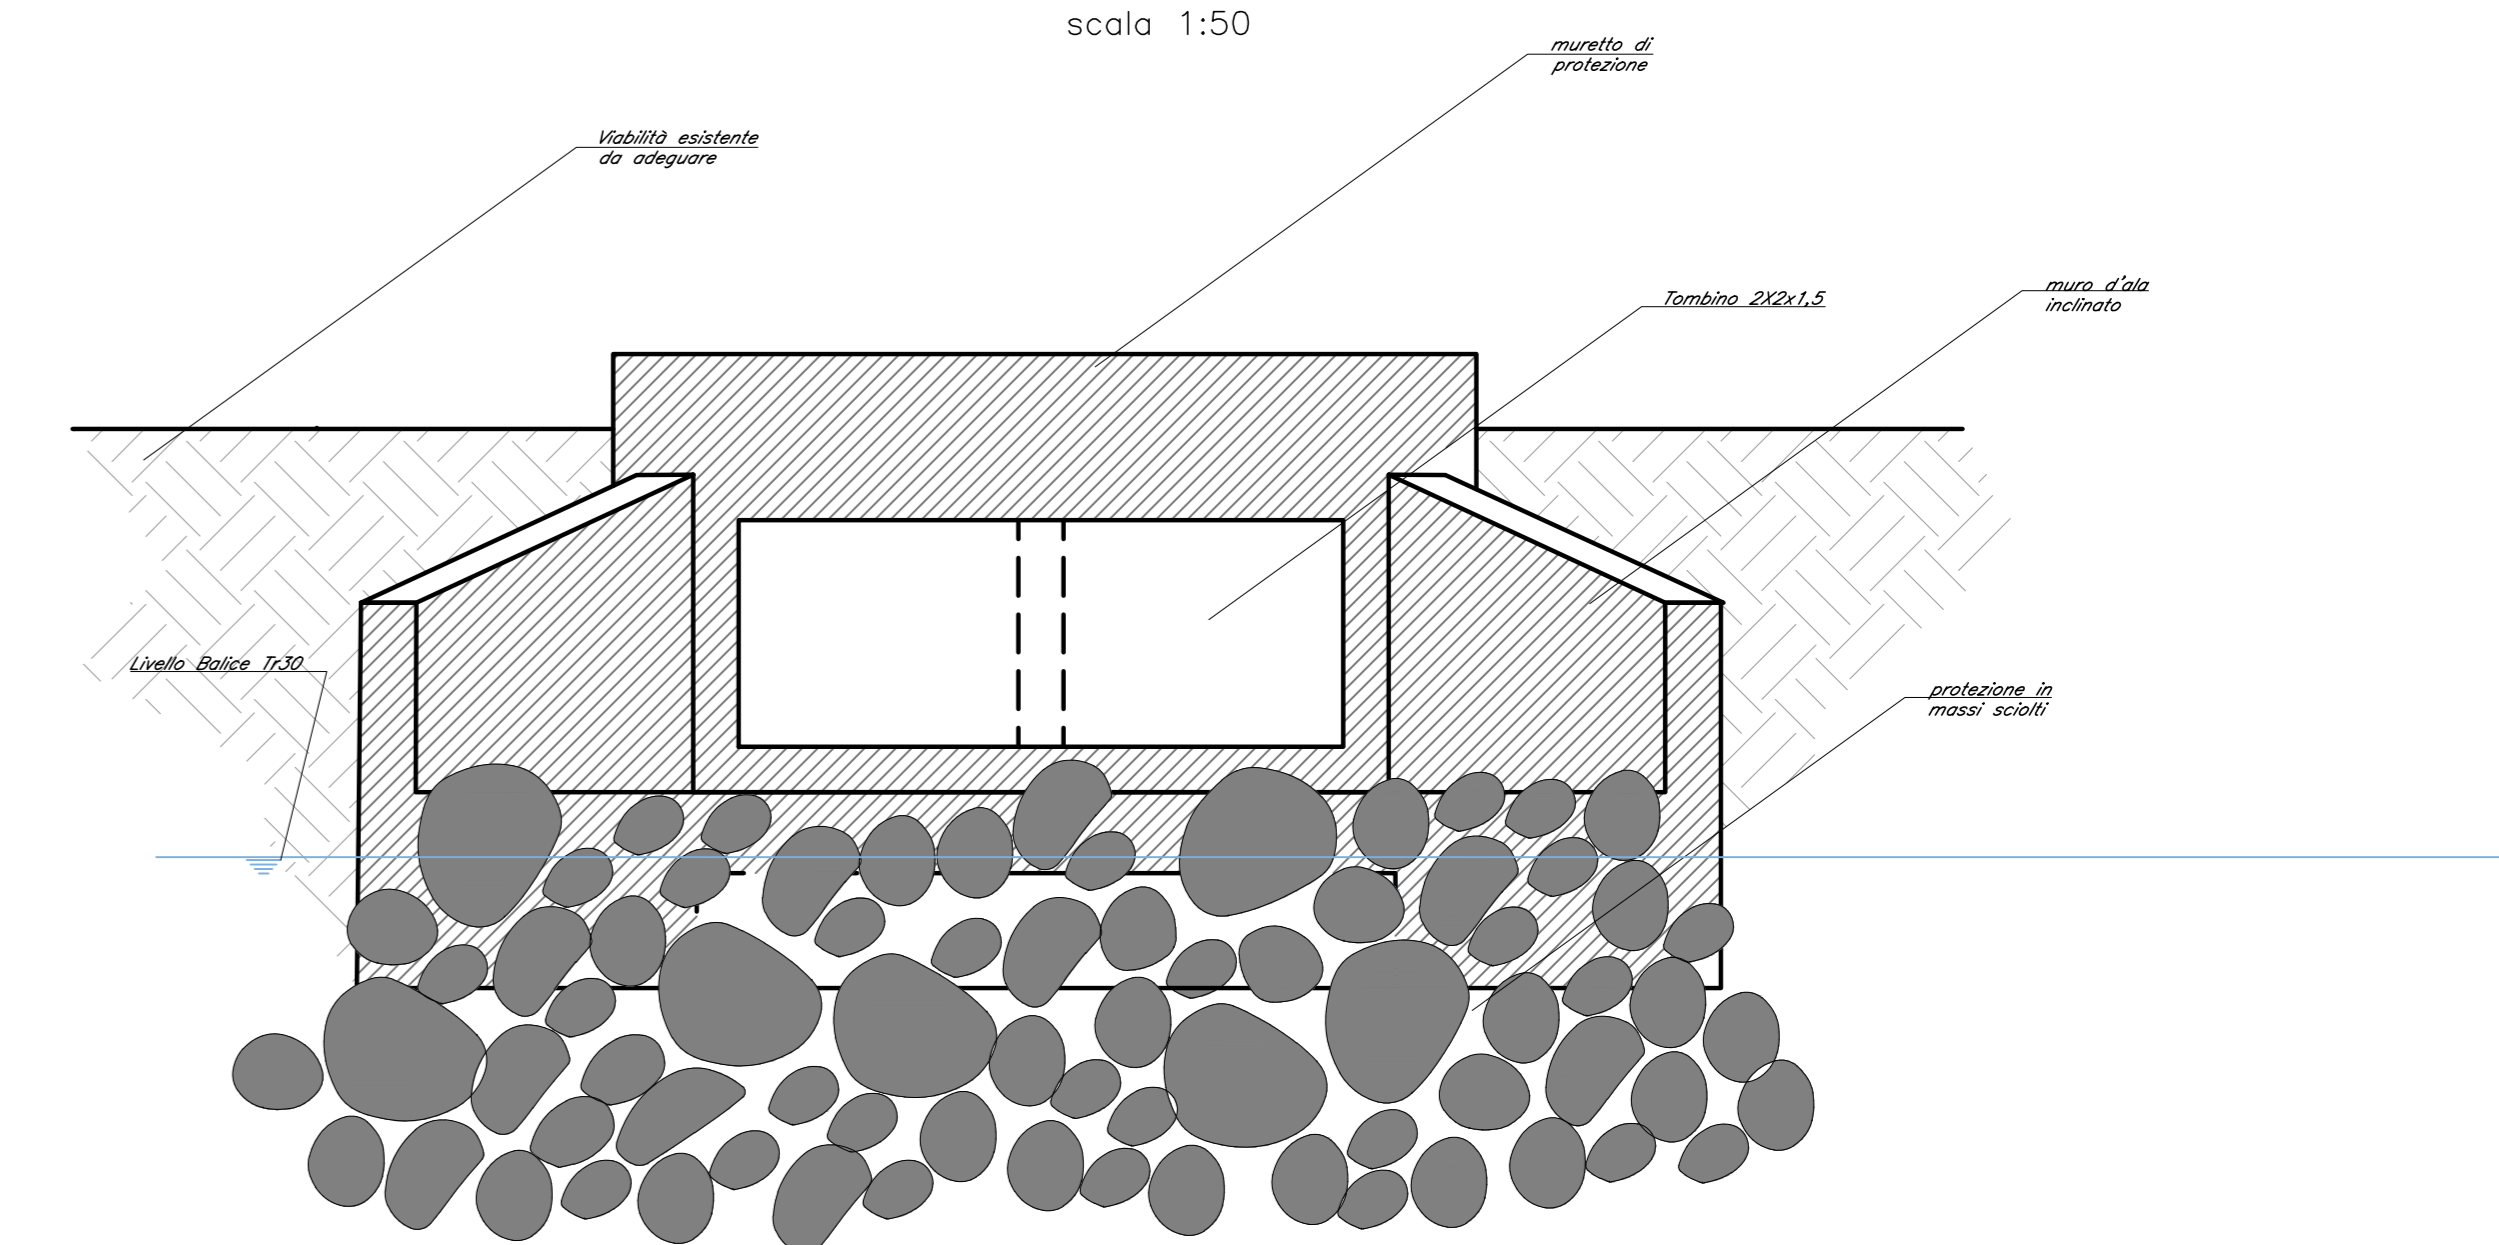 scala 1:50
muretto di
protezione
Viabilità esistente
da adeguare
Tombino 2X2x1,5
muro d'ala
inclinato
Livello Balice Tr30
protezione in
massi sciolti